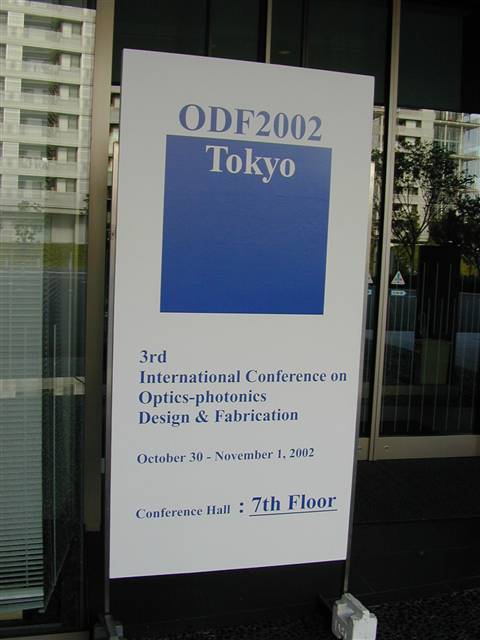 ODF2002
Tokyo
3rd
International Conference on
Optics-photonics
Design & Fabrication
October 30 - November 1, 2002
Conference Hall : 7th Floor